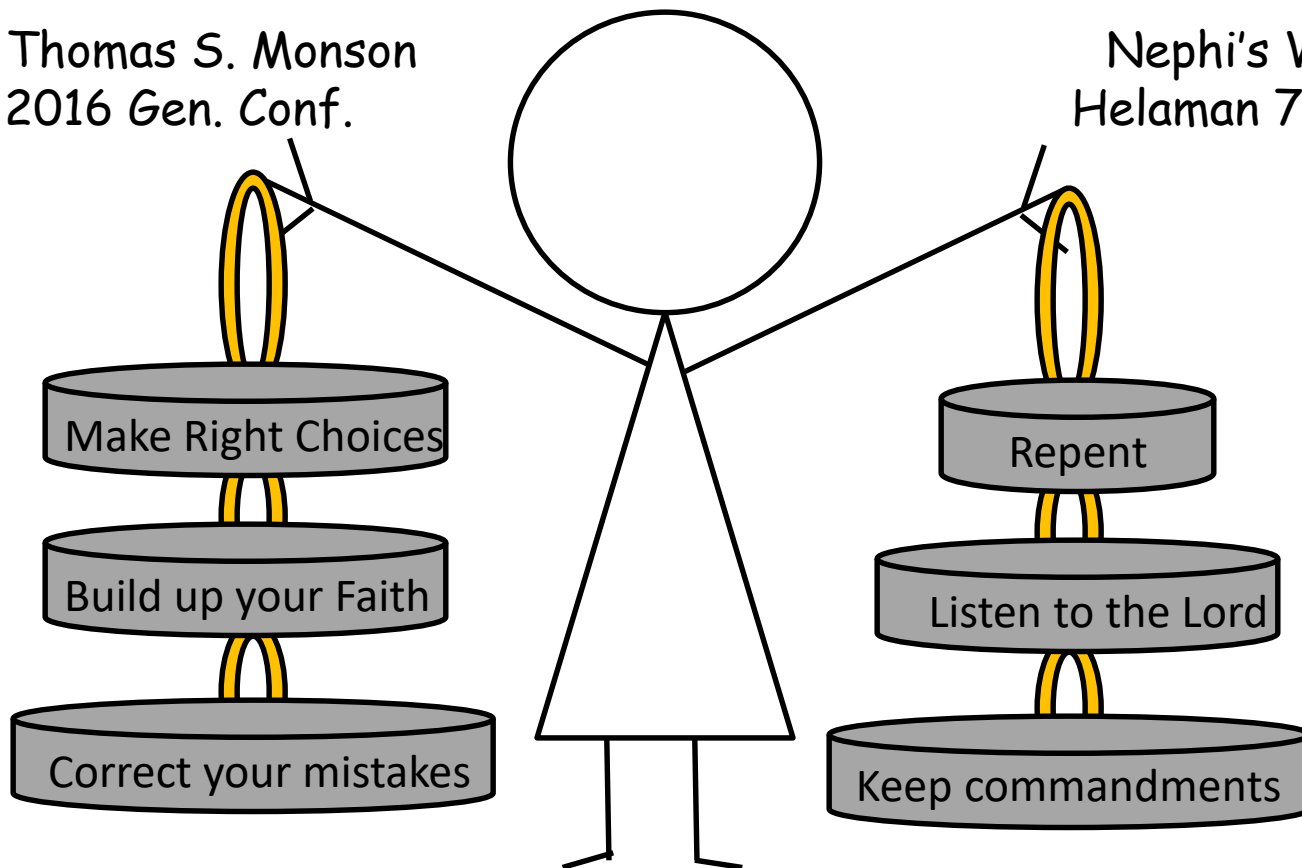 Thomas S. Monson
2016 Gen. Conf.
Nephi's
Helaman 7
Make Right Choices
Build up your Faith
Correct your mistakes
Repent
Listen to the Lord
Keep commandments